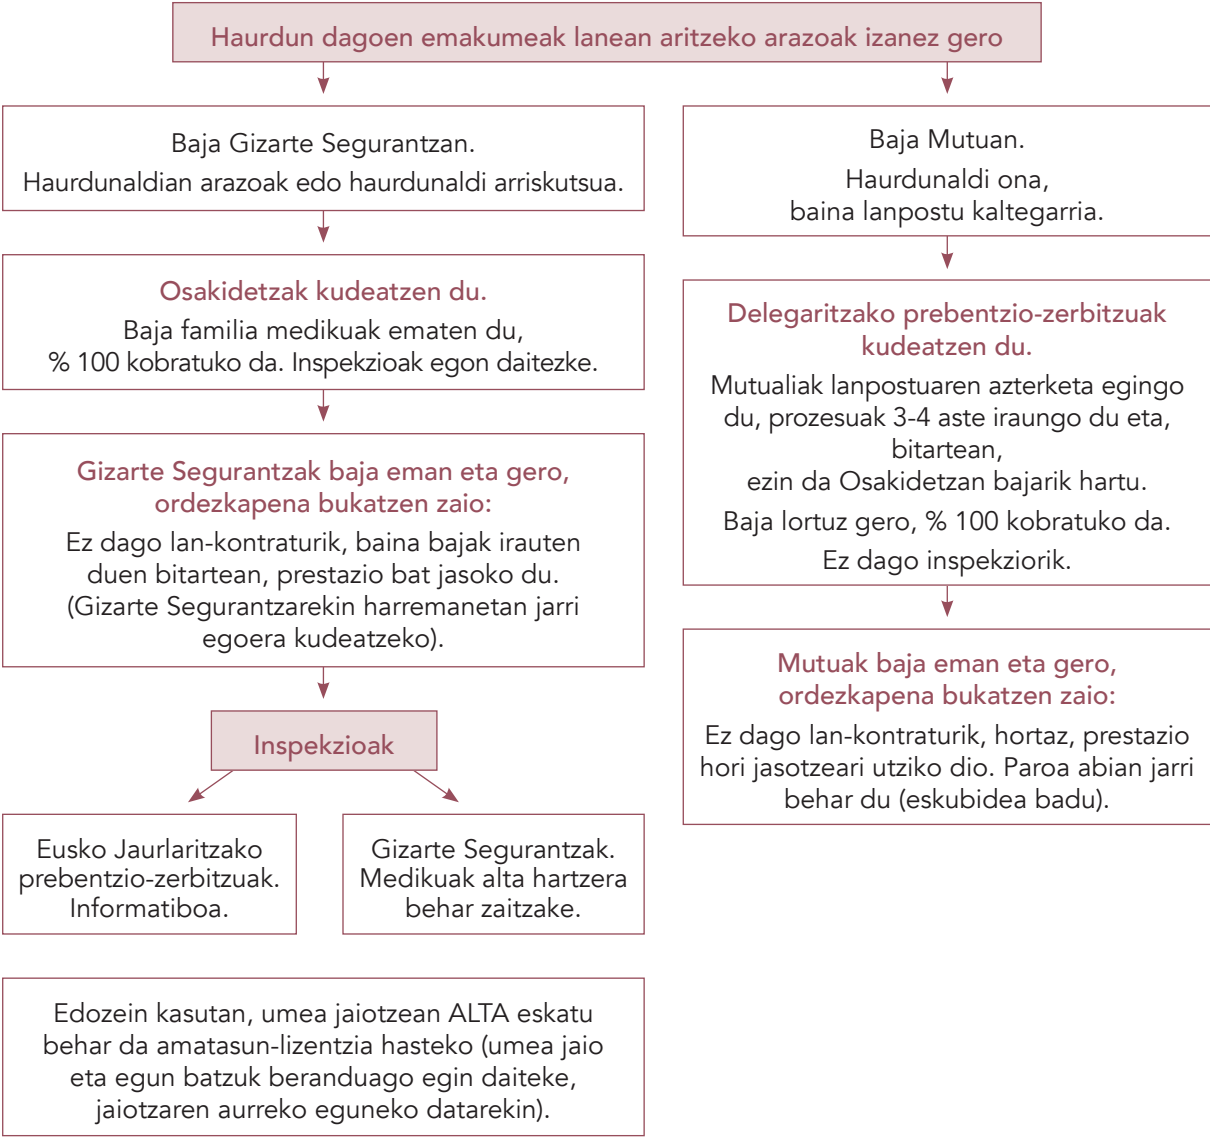 Haurdun dagoen emakumeak lanean aritzeko arazoak izanez gero
Baja Gizarte Segurantzan.
Haurdunaldian arazoak edo haurdunaldi arriskutsua.
Osakidetzak kudeatzen du.
Baja familia medikuak ematen du,
% 100 kobratuko da. Inspekzioak egon daitezke.
Gizarte Segurantzak baja eman eta gero,
ordezkapena bukatzen zaio:
Ez dago lan-kontraturik, baina bajak irauten
duen bitartean, prestazio bat jasoko du.
(Gizarte Segurantzarekin harremanetan jarri
egoera kudeatzeko).
Inspekzioak
Eusko Jaurlaritzako
prebentzio-zerbitzuak.
Informatiboa.
Gizarte Segurantzak.
Medikuak alta hartzera
behar zaitzake.
Edozein kasutan, umea jaiotzean ALTA eskatu
behar da amatasun-lizentzia hasteko (umea jaio
eta egun batzuk beranduago egin daiteke,
jaiotzaren aurreko eguneko datarekin).
Baja Mutuan.
Haurdunaldi ona,
baina lanpostu kaltegarria.
Delegaritzako prebentzio-zerbitzuak
kudeatzen du.
Mutualiak lanpostuaren azterketa egingo
du, prozesuak 3-4 aste iraungo du eta,
bitartean,
ezin da Osakidetzan bajarik hartu.
Baja lortuz gero, % 100 kobratuko da.
Ez dago inspekziorik.
Mutuak baja eman eta gero,
ordezkapena bukatzen zaio:
Ez dago lan-kontraturik, hortaz, prestazio
hori jasotzeari utziko dio. Paroa abian jarri
behar du (eskubidea badu).